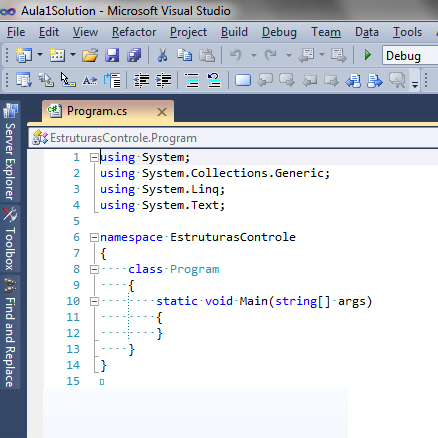 Aula1Solution - Microsoft Visual Studio
File Edit View Refactor Project Build Debug Team Data Tools
Debug
Program.cs
EstruturasControle.Program
Server Explorer
Toolbox
Find and Replace
1 using System;
2 using System.Collections.Generic;
3 using System.Linq;
4 using System.Text;
5
6 namespace EstruturasControle
7 {
8 class Program
9 {
10 static void Main(string[] args)
11 {
12 }
13 }
14 }
15